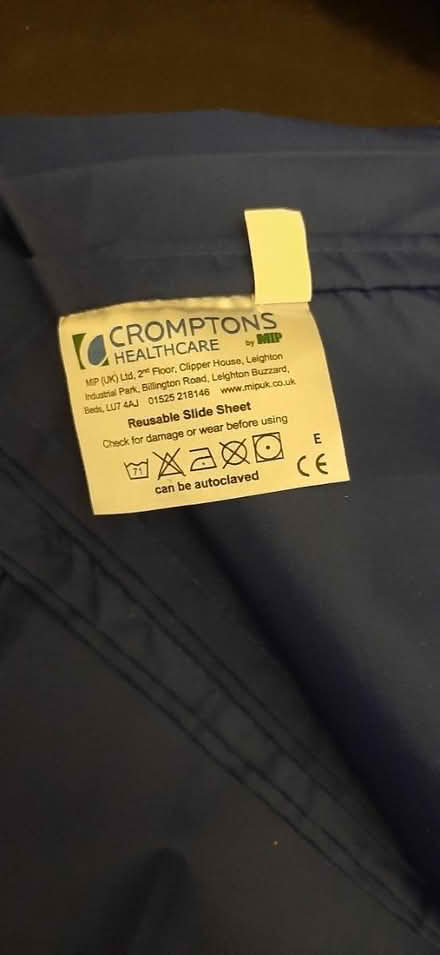 CROMPTONS
HEALTHCARE by MIP
MIP (UK) Ltd, 2nd Floor, Clipper House, Leighton
Industrial Park, Billington Road, Leighton Buzzard,
Beds, LU7 4AJ 01525 218146 www.mipuk.co.uk
Reusable Slide Sheet
Check for damage or wear before using
71
E
CE
can be autoclaved